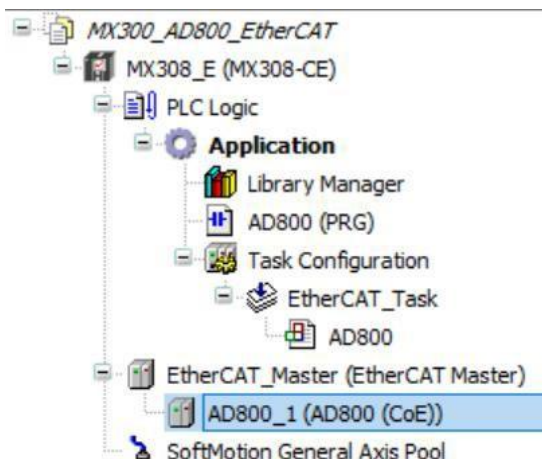 MX300_AD800_EtherCAT
MX308_E (MX308-CE)
PLC Logic
Application
Library Manager
AD800 (PRG)
Task Configuration
EtherCAT_Task
AD800
EtherCAT_Master (EtherCAT Master)
AD800_1 (AD800 (CoE))
SoftMotion General Axis Pool